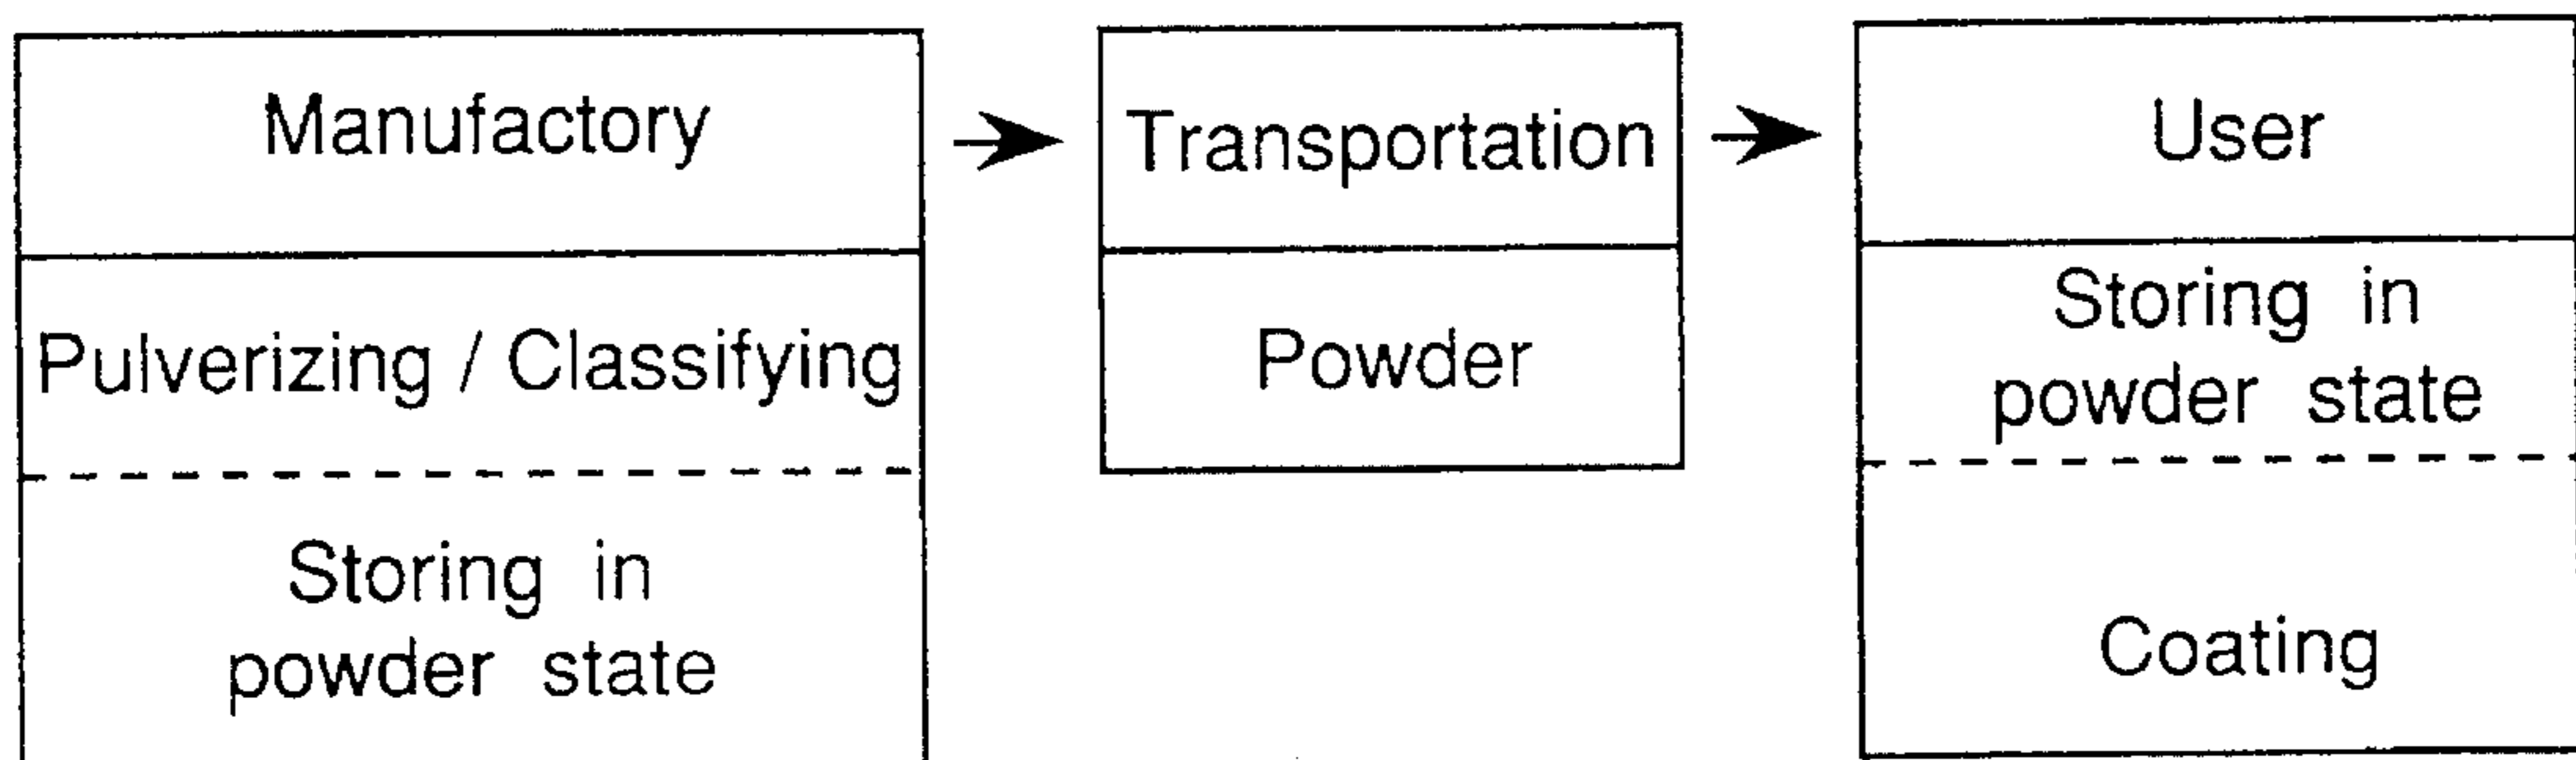 Manufactory
Pulverizing / Classifying
Storing in
powder state
Transportation
Powder
User
Storing in
powder state
Coating